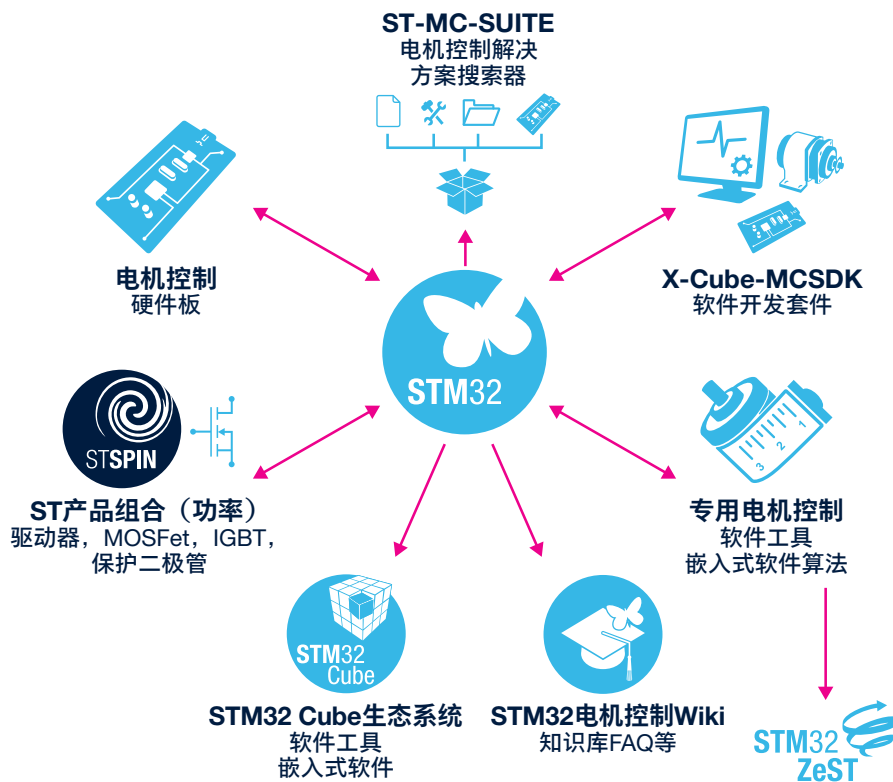 ST-MC-SUITE
电机控制解决
方案搜索器
电机控制
硬件板
X-Cube-MCSDK
软件开发套件
STM32
STSPIN
ST产品组合（功率）
驱动器，MOSFet，IGBT，
保护二极管
1
2
3
专用电机控制
软件工具
嵌入式软件算法
STM32
Cube
STM32 Cube生态系统
软件工具
嵌入式软件
STM32电机控制Wiki
知识库FAQ等
STM32
ZeST